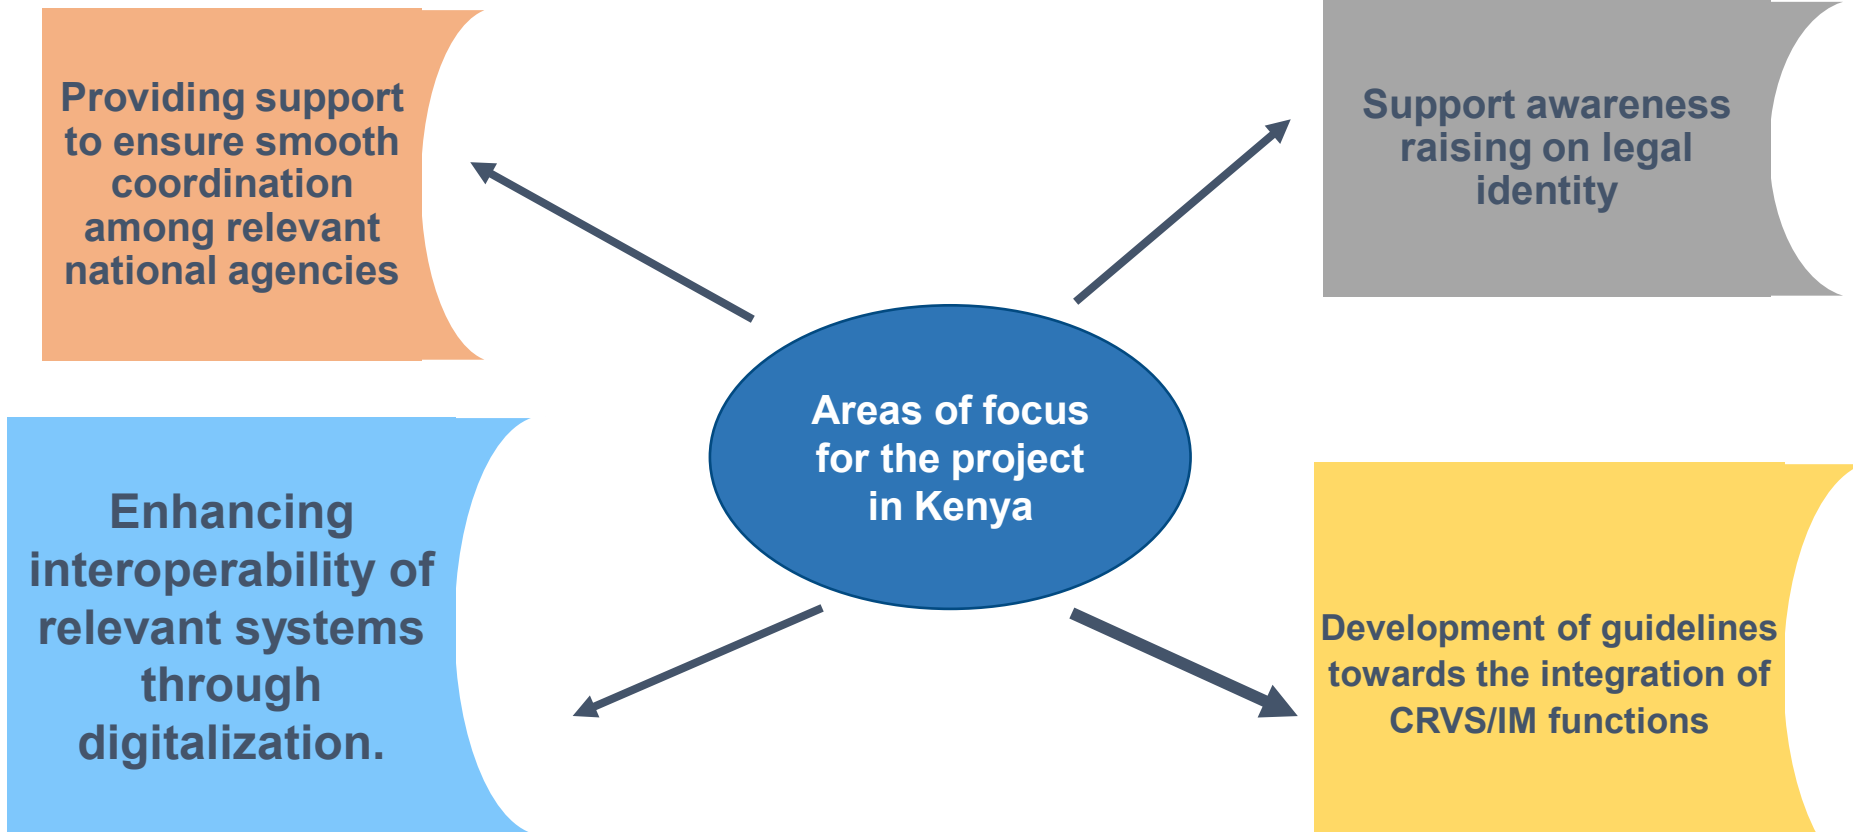 Providing support
to ensure smooth
coordination
among relevant
national agencies
Support awareness
raising on legal
identity
Areas of focus
for the project
in Kenya
Enhancing
interoperability of
relevant systems
through
digitalization.
Development of guidelines
towards the integration of
CRVS/IM functions